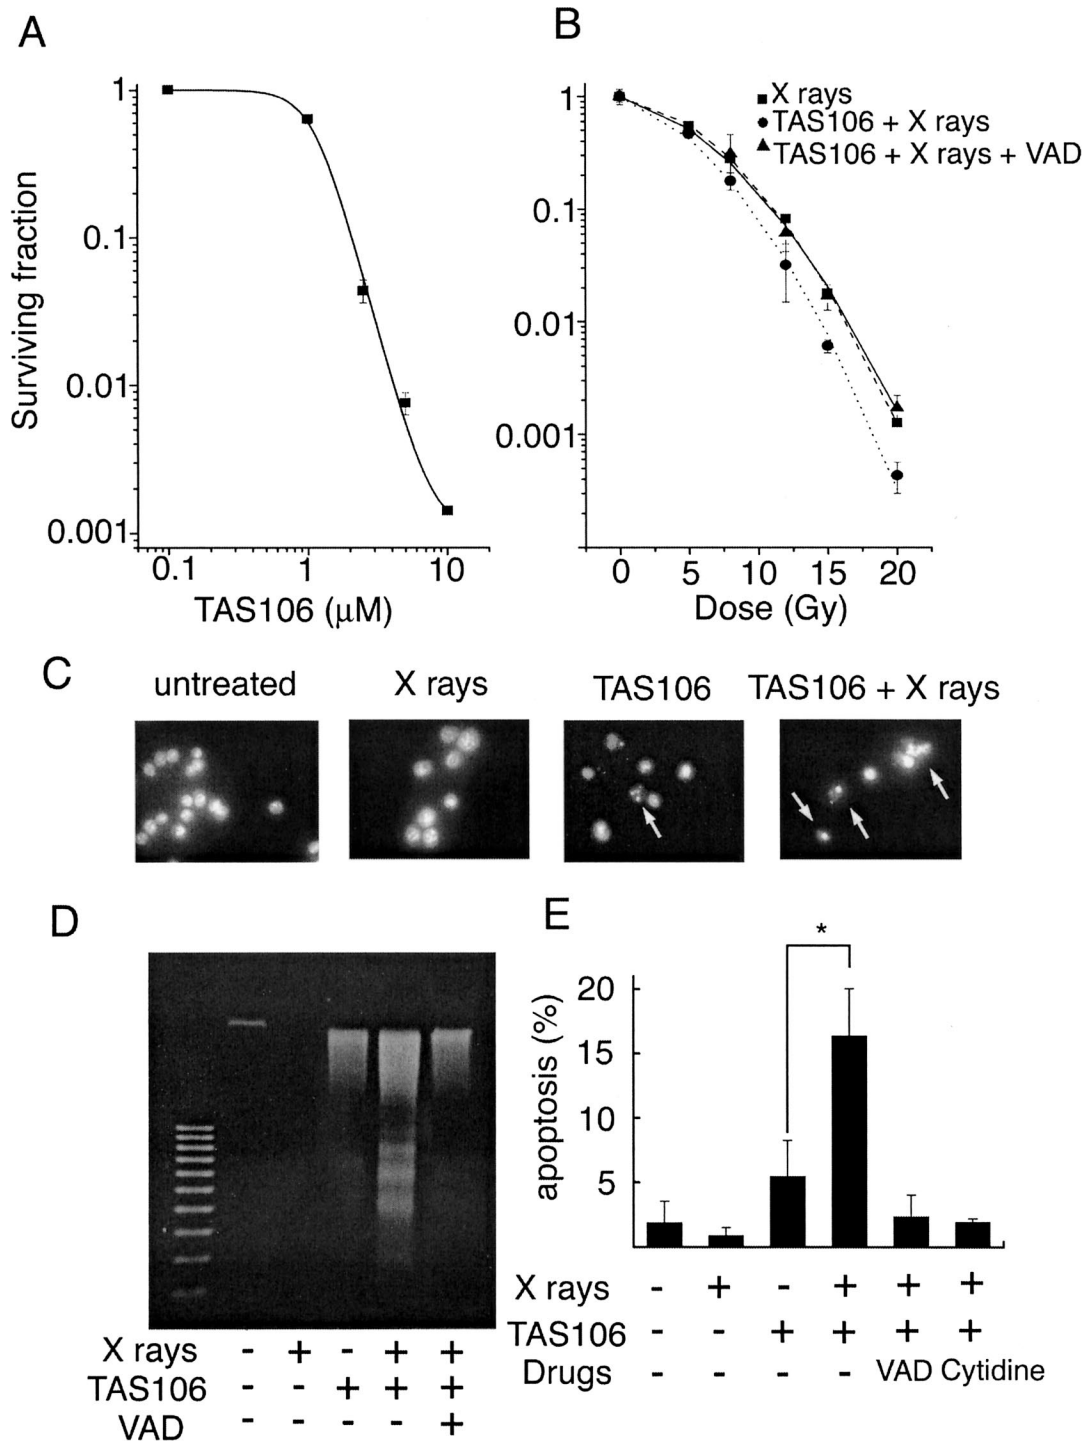 A
B
1
0.1
0.01
0.001
Surviving fraction
0.1 1 10
TAS106 (μM)
1
0.1
0.01
0.001
X rays
TAS106 + X rays
TAS106 + X rays + VAD
0 5 10 15 20
Dose (Gy)
C
untreated
X rays
TAS106
TAS106 + X rays
D
X rays - + - + +
TAS106 - - + + +
VAD - - - - +
E
*
20
15
10
5
apoptosis (%)
X rays - + - + + +
TAS106 - - + + + +
Drugs - - - - VAD Cytidine